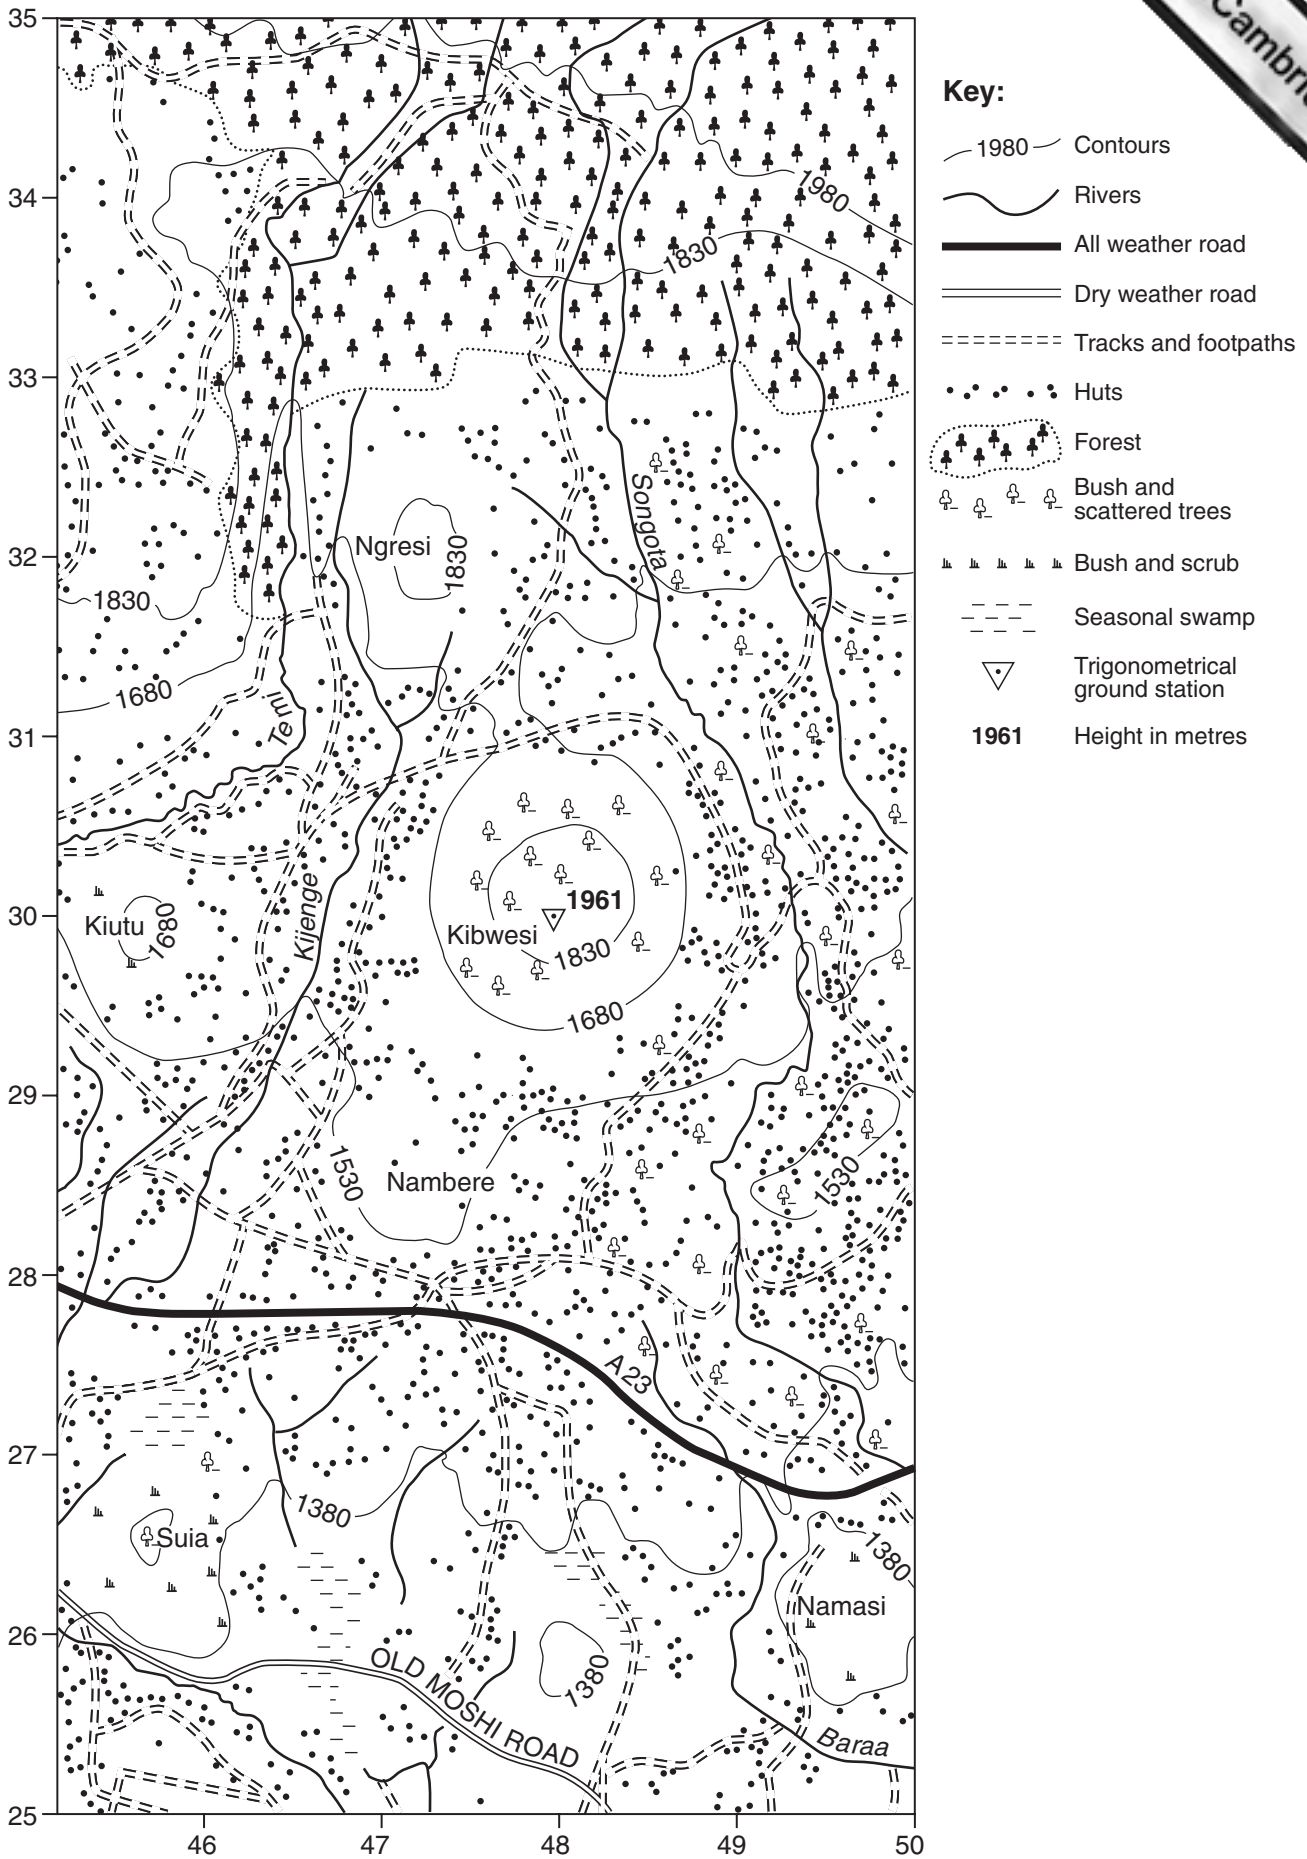 35
34
33
32
31
30
29
28
27
26
25
46
47
48
49
50
1980
1830
Songota
Ngresi
1830
1830
1680
Temi
Kijenge
Kiutu
1680
1961
Kibwesi
1830
1680
1530
Nambere
1530
A23
1380
Suia
1380
Namasi
OLD MOSHI ROAD
1380
Baraa
Key:
1980
Contours
Rivers
All weather road
Dry weather road
Tracks and footpaths
Huts
Forest
Bush and
scattered trees
Bush and scrub
Seasonal swamp
Trigonometrical
ground station
1961
Height in metres